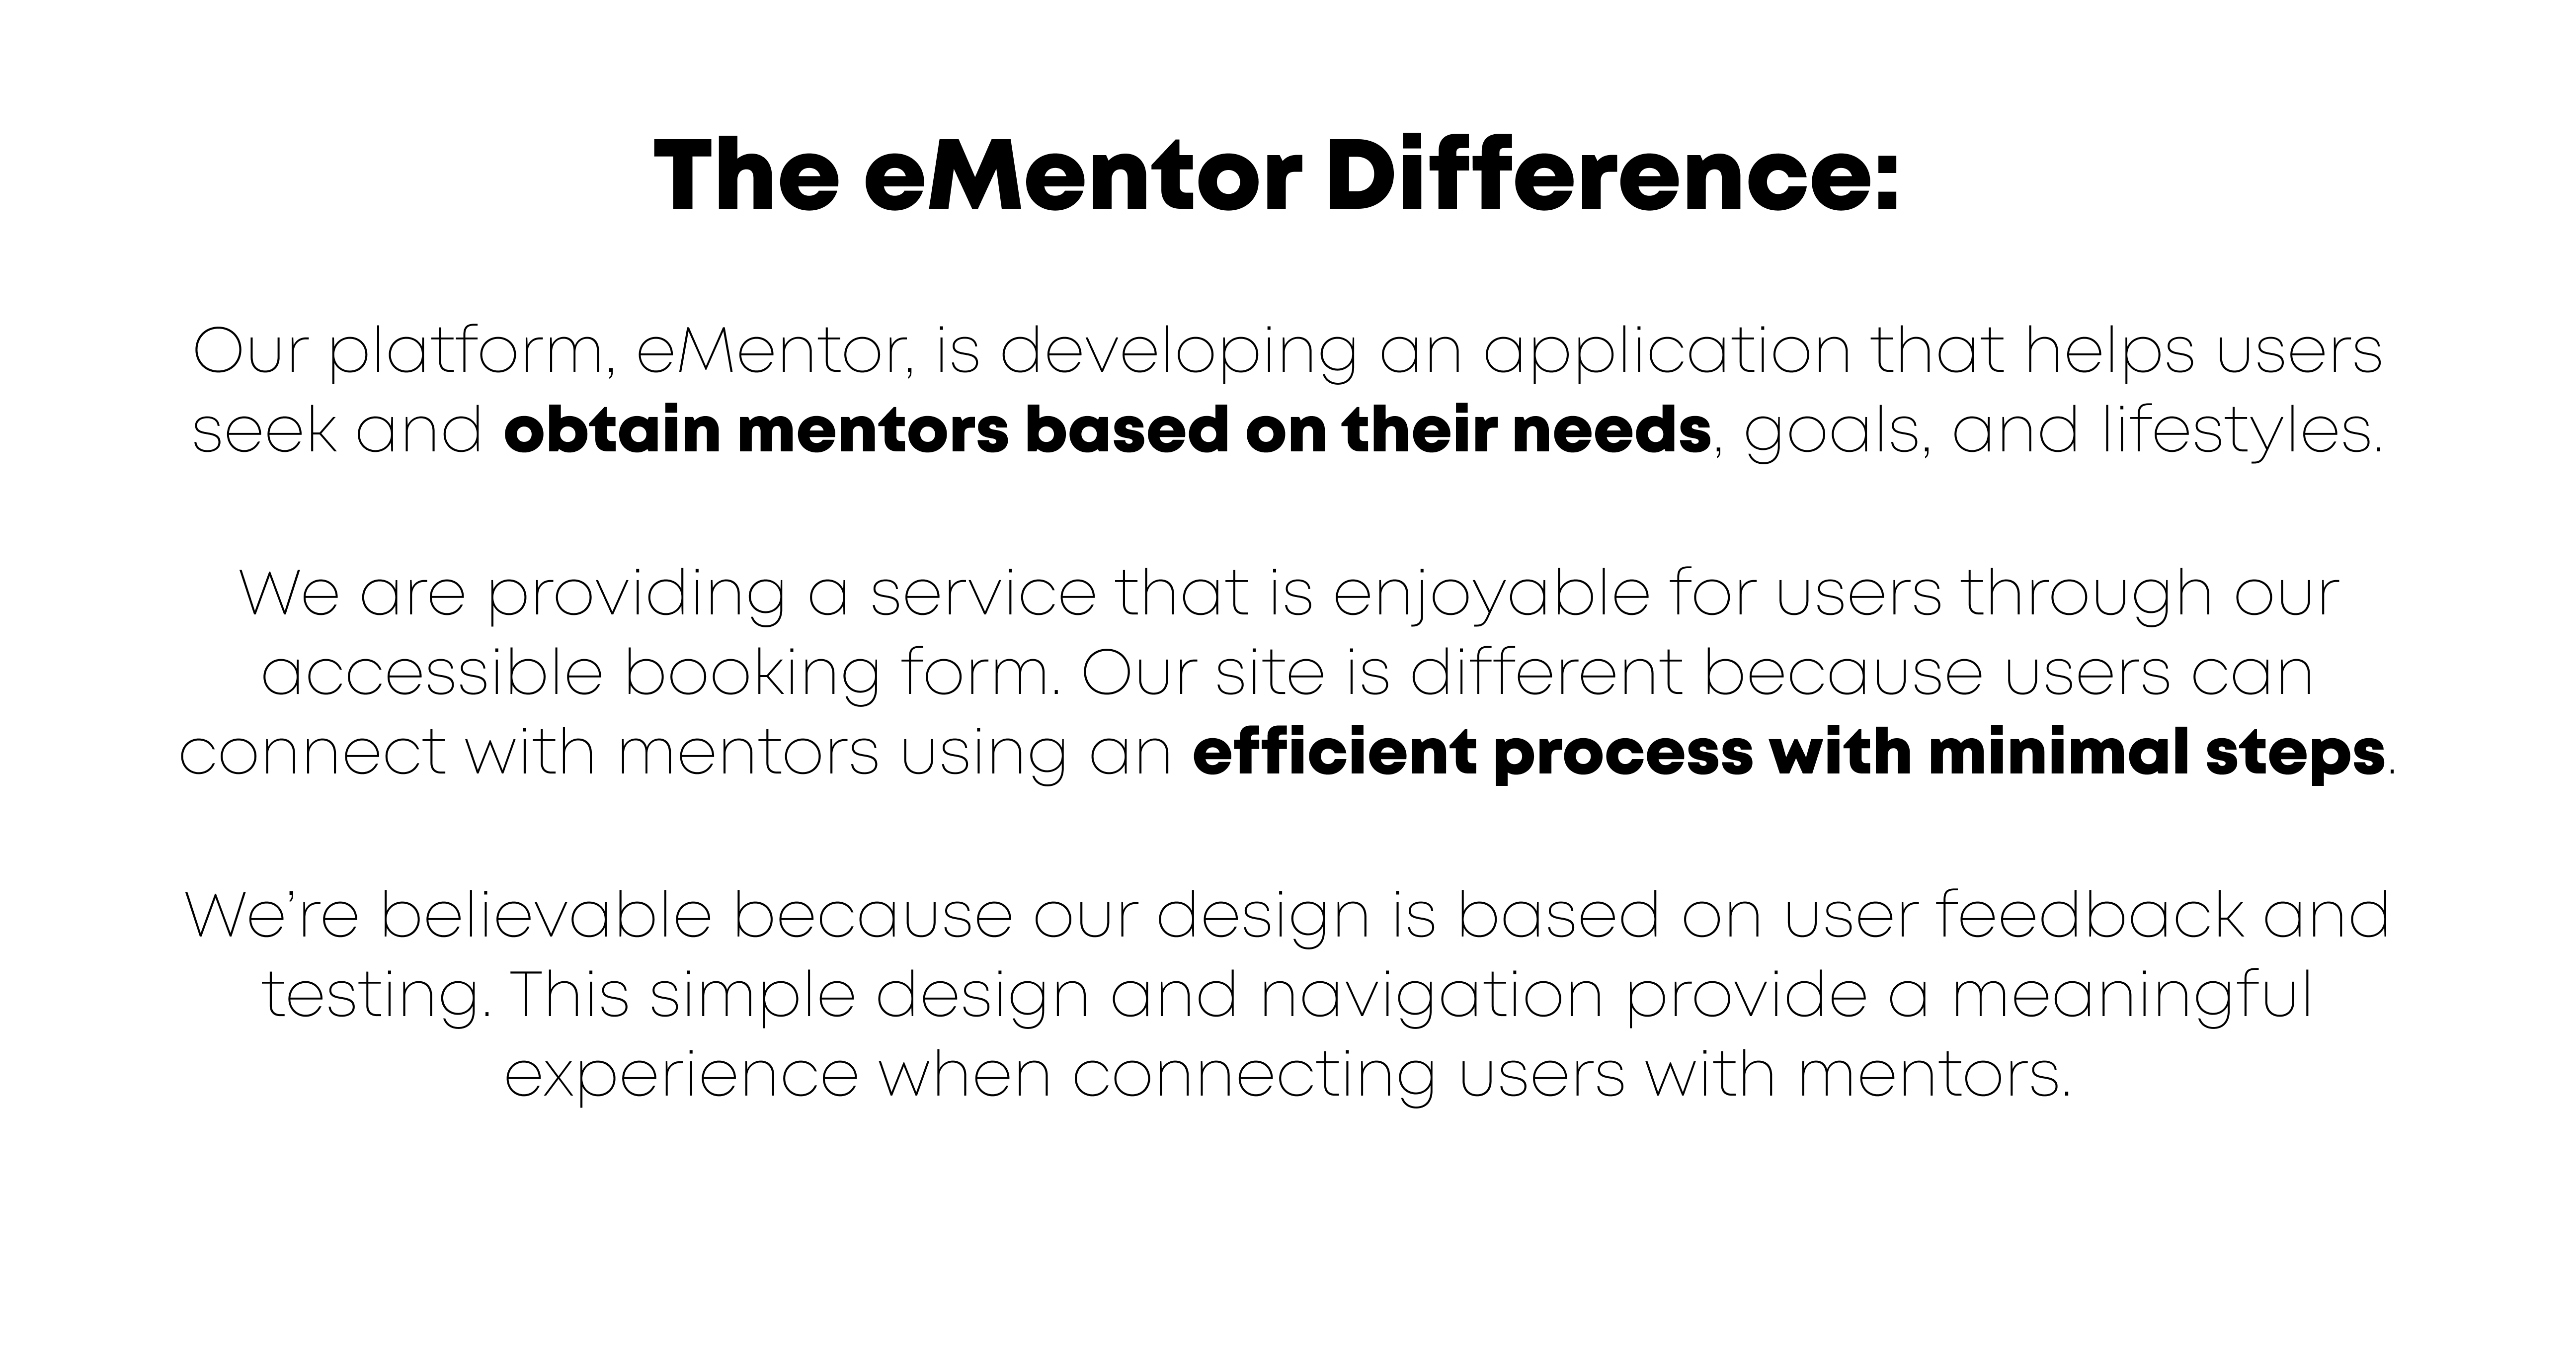 The eMentor Difference:
Our platform, eMentor, is developing an application that helps users
seek and obtain mentors based on their needs, goals, and lifestyles.
We are providing a service that is enjoyable for users through our
accessible booking form. Our site is different because users can
connect with mentors using an efficient process with minimal steps.
We’re believable because our design is based on user feedback and
testing. This simple design and navigation provide a meaningful
experience when connecting users with mentors.